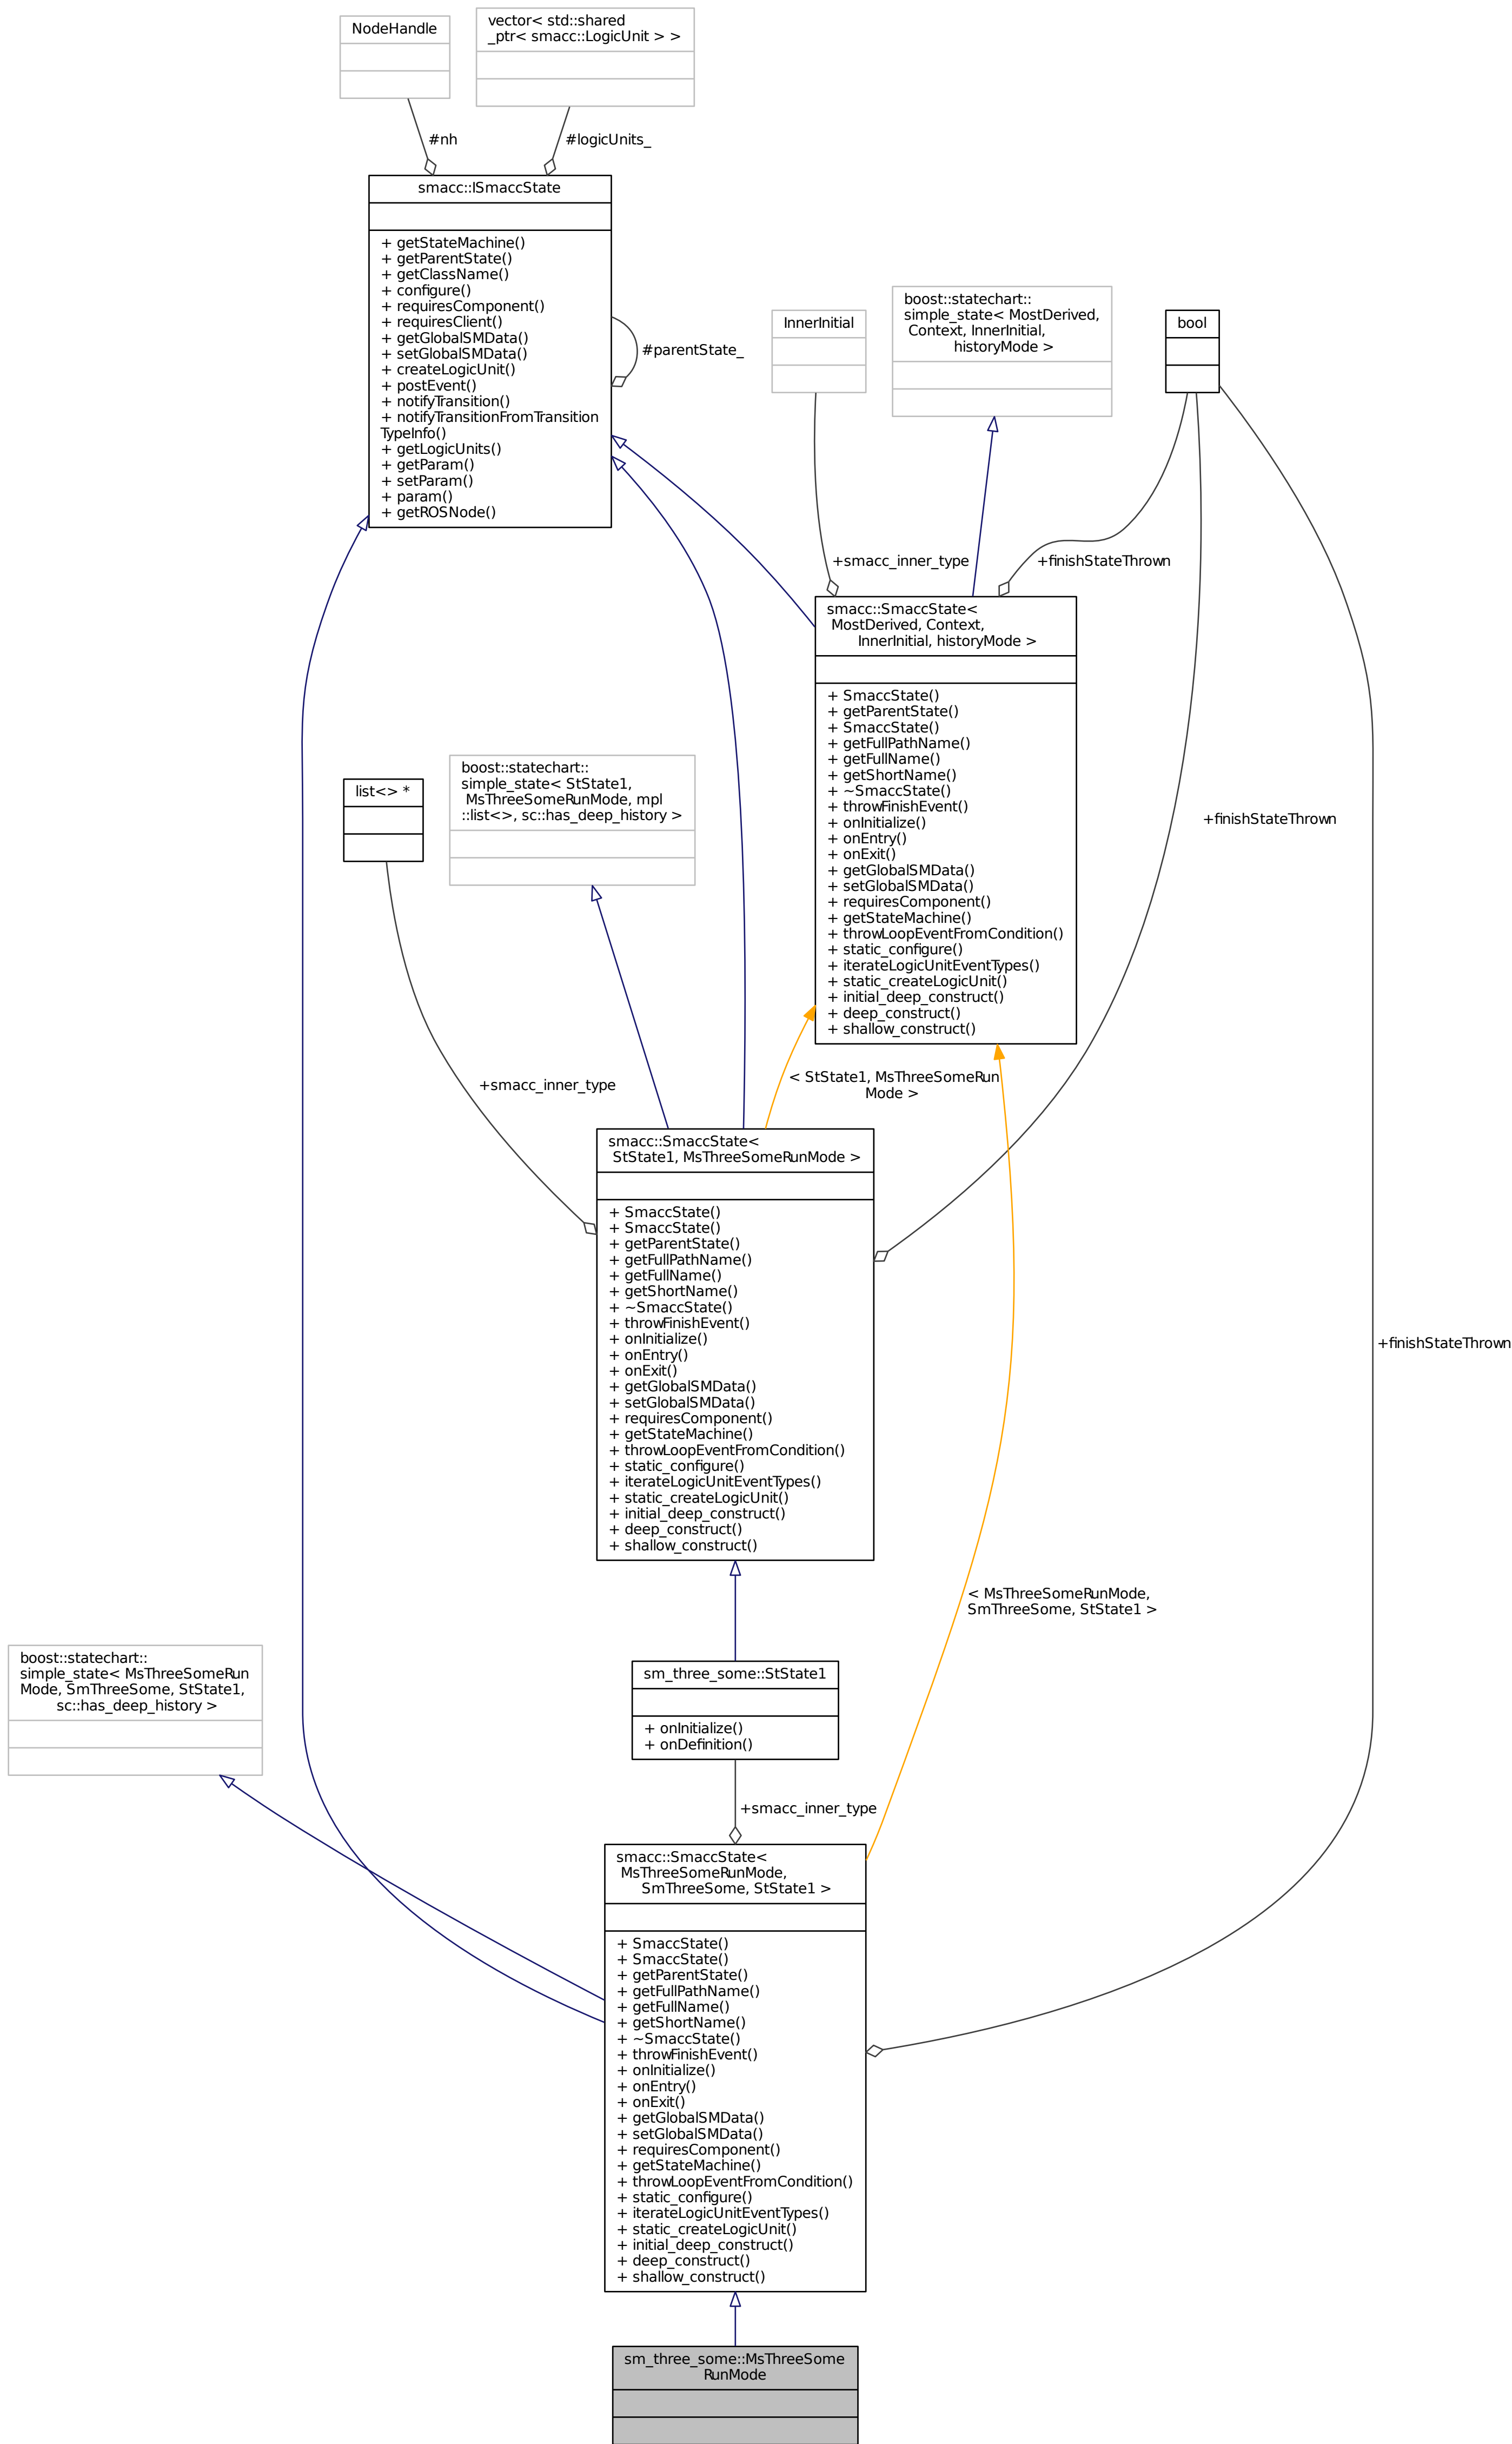 NodeHandle
vector< std::shared
_ptr< smacc::LogicUnit > >
#nh
#logicUnits_
smacc::ISmaccState
+ getStateMachine()
+ getParentState()
+ getClassName()
+ configure()
+ requiresComponent()
+ requiresClient()
+ getGlobalSMData()
+ setGlobalSMData()
+ createLogicUnit()
+ postEvent()
+ notifyTransition()
+ notifyTransitionFromTransition
TypeInfo()
+ getLogicUnits()
+ getParam()
+ setParam()
+ param()
+ getROSNode()
#parentState_
InnerInitial
boost::statechart::
simple_state< MostDerived,
Context, InnerInitial,
historyMode >
bool
+smacc_inner_type
+finishStateThrown
smacc::SmaccState<
MostDerived, Context,
InnerInitial, historyMode >
+ SmaccState()
+ getParentState()
+ SmaccState()
+ getFullPathName()
+ getFullName()
+ getShortName()
+ ~SmaccState()
+ throwFinishEvent()
+ onInitialize()
+ onEntry()
+ onExit()
+ getGlobalSMData()
+ setGlobalSMData()
+ requiresComponent()
+ getStateMachine()
+ throwLoopEventFromCondition()
+ static_configure()
+ iterateLogicUnitEventTypes()
+ static_createLogicUnit()
+ initial_deep_construct()
+ deep_construct()
+ shallow_construct()
list<> *
boost::statechart::
simple_state< StState1,
MsThreeSomeRunMode, mpl
::list<>, sc::has_deep_history >
+finishStateThrown
+smacc_inner_type
< StState1, MsThreeSomeRun
Mode >
smacc::SmaccState<
StState1, MsThreeSomeRunMode >
+ SmaccState()
+ SmaccState()
+ getParentState()
+ getFullPathName()
+ getFullName()
+ getShortName()
+ ~SmaccState()
+ throwFinishEvent()
+ onInitialize()
+ onEntry()
+ onExit()
+ getGlobalSMData()
+ setGlobalSMData()
+ requiresComponent()
+ getStateMachine()
+ throwLoopEventFromCondition()
+ static_configure()
+ iterateLogicUnitEventTypes()
+ static_createLogicUnit()
+ initial_deep_construct()
+ deep_construct()
+ shallow_construct()
+finishStateThrown
< MsThreeSomeRunMode,
SmThreeSome, StState1 >
boost::statechart::
simple_state< MsThreeSomeRun
Mode, SmThreeSome, StState1,
sc::has_deep_history >
sm_three_some::StState1
+ onInitialize()
+ onDefinition()
+smacc_inner_type
smacc::SmaccState<
MsThreeSomeRunMode,
SmThreeSome, StState1 >
+ SmaccState()
+ SmaccState()
+ getParentState()
+ getFullPathName()
+ getFullName()
+ getShortName()
+ ~SmaccState()
+ throwFinishEvent()
+ onInitialize()
+ onEntry()
+ onExit()
+ getGlobalSMData()
+ setGlobalSMData()
+ requiresComponent()
+ getStateMachine()
+ throwLoopEventFromCondition()
+ static_configure()
+ iterateLogicUnitEventTypes()
+ static_createLogicUnit()
+ initial_deep_construct()
+ deep_construct()
+ shallow_construct()
sm_three_some::MsThreeSome
RunMode